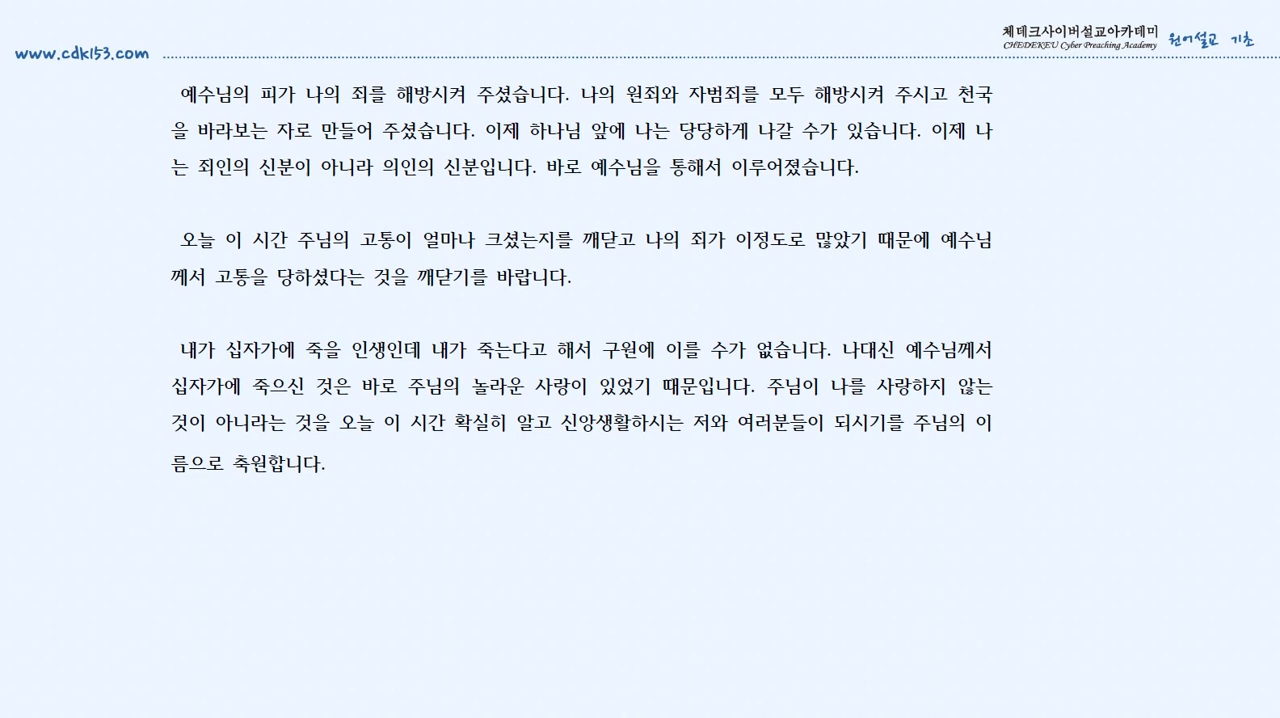 www.cdk153.com
체데크사이버설교아카데미
CHEDEKEU Cyber Preaching Academy
원어설교 기초
예수님의 피가 나의 죄를 해방시켜 주셨습니다. 나의 원죄와 자범죄를 모두 해방시켜 주시고 천국
을 바라보는 자로 만들어 주셨습니다. 이제 하나님 앞에 나는 당당하게 나갈 수가 있습니다. 이제 나
는 죄인의 신분이 아니라 의인의 신분입니다. 바로 예수님을 통해서 이루어졌습니다.
오늘 이 시간 주님의 고통이 얼마나 크셨는지를 깨닫고 나의 죄가 이정도로 많았기 때문에 예수님
께서 고통을 당하셨다는 것을 깨닫기를 바랍니다.
내가 십자가에 죽을 인생인데 내가 죽는다고 해서 구원에 이를 수가 없습니다. 나대신 예수님께서
십자가에 죽으신 것은 바로 주님의 놀라운 사랑이 있었기 때문입니다. 주님이 나를 사랑하지 않는
것이 아니라는 것을 오늘 이 시간 확실히 알고 신앙생활하시는 저와 여러분들이 되시기를 주님의 이
름으로 축원합니다.